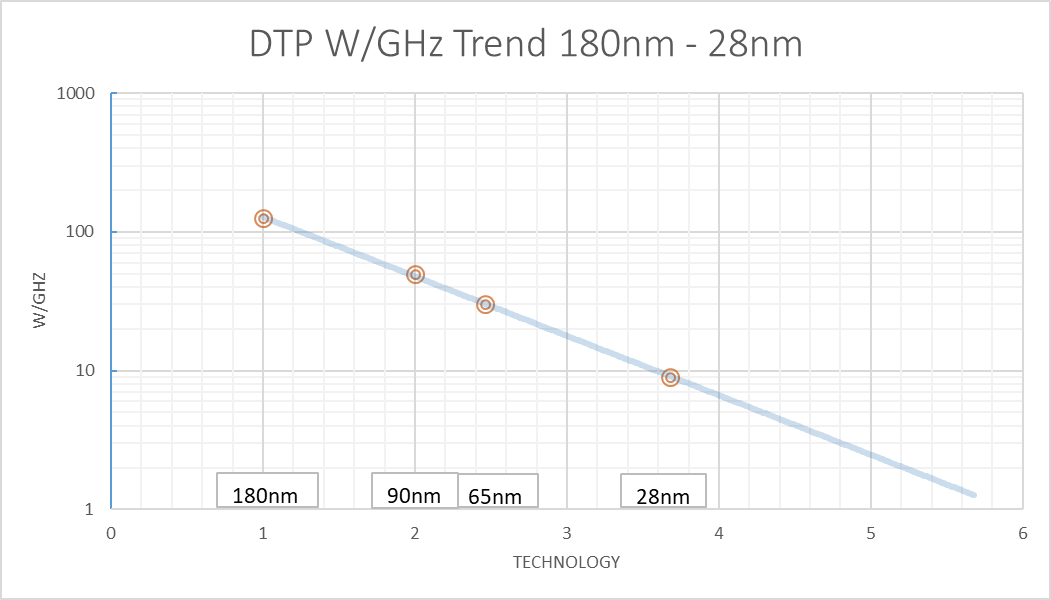 DTP W/GHz Trend 180nm - 28nm
1000
100
10
1
W/GHZ
180nm 90nm 65nm 28nm
0 1 2 3 4 5 6
TECHNOLOGY